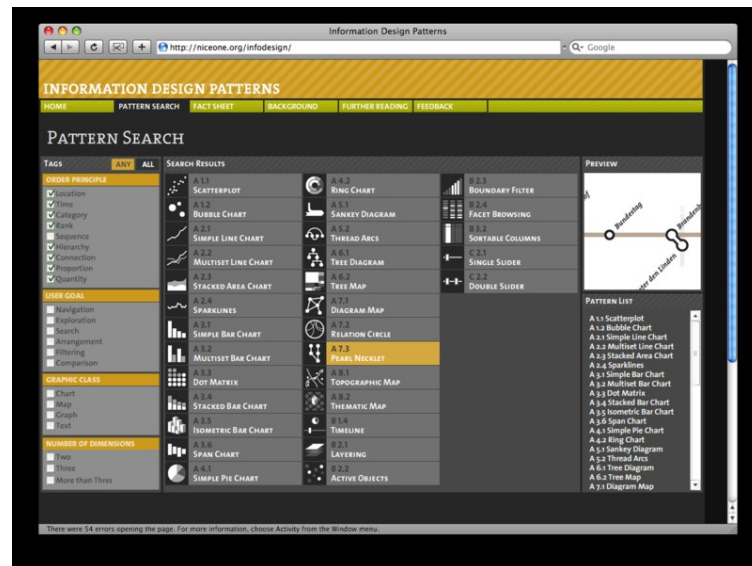 Information Design Patterns
http://niceone.org/infodesign/
Google
INFORMATION DESIGN PATTERNS
HOME PATTERN SEARCH FACT SHEET BACKGROUND FURTHER READING FEEDBACK
PATTERN SEARCH
TAGS ANY ALL
ORDER PRINCIPLE
Location
Time
Category
Rank
Sequence
Hierarchy
Connection
Proportion
Quantity
USER GOAL
Navigation
Exploration
Search
Arrangement
Filtering
Comparison
GRAPHIC CLASS
Chart
Map
Graph
Text
NUMBER OF DIMENSIONS
Two
Three
More than Three
SEARCH RESULTS
A 1.1
SCATTERPLOT
A 1.2
BUBBLE CHART
A 2.1
SIMPLE LINE CHART
A 2.2
MULTISET LINE CHART
A 2.3
STACKED AREA CHART
A 2.4
SPARKLINES
A 3.1
SIMPLE BAR CHART
A 3.2
MULTISET BAR CHART
A 3.3
DOT MATRIX
A 3.4
STACKED BAR CHART
A 3.5
ISOMETRIC BAR CHART
A 3.6
SPAN CHART
A 4.1
SIMPLE PIE CHART
A 4.2
RING CHART
A 5.1
SANKEY DIAGRAM
A 5.2
THREAD ARCS
A 6.1
TREE DIAGRAM
A 6.2
TREE MAP
A 7.1
DIAGRAM MAP
A 7.2
RELATION CIRCLE
A 7.3
PEARL NECKLET
A 8.1
TOPOGRAPHIC MAP
A 8.2
THEMATIC MAP
B 1.4
TIMELINE
B 2.1
LAYERING
B 2.2
ACTIVE OBJECTS
B 2.3
BOUNDARY FILTER
B 2.4
FACET BROWSING
B 3.2
SORTABLE COLUMNS
C 2.1
SINGLE SLIDER
C 2.2
DOUBLE SLIDER
PREVIEW
Bundestag
Brandenb
ter den Linden
PATTERN LIST
A 1.1 Scatterplot
A 1.2 Bubble Chart
A 2.1 Simple Line Chart
A 2.2 Multiset Line Chart
A 2.3 Stacked Area Chart
A 2.4 Sparklines
A 3.1 Simple Bar Chart
A 3.2 Multiset Bar Chart
A 3.3 Dot Matrix
A 3.4 Stacked Bar Chart
A 3.5 Isometric Bar Chart
A 3.6 Span Chart
A 4.1 Simple Pie Chart
A 4.2 Ring Chart
A 5.1 Sankey Diagram
A 5.2 Thread Arcs
A 6.1 Tree Diagram
A 6.2 Tree Map
A 7.1 Diagram Map
There were 54 errors opening the page. For more information, choose Activity from the Window menu.